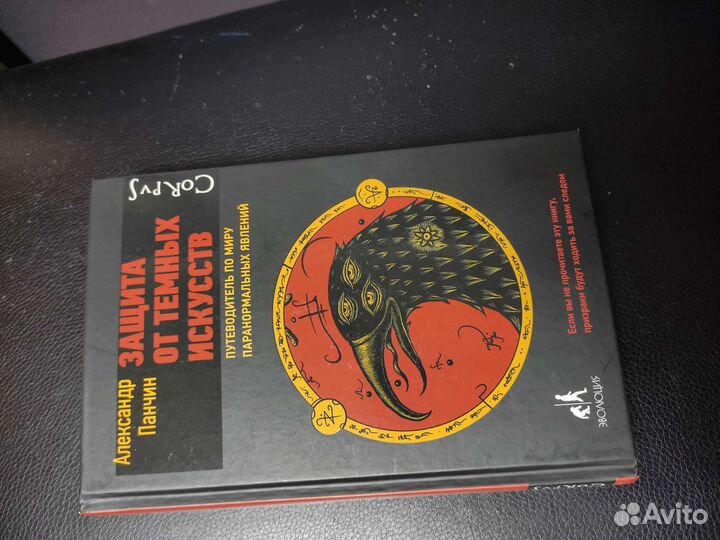 Александр
Панчин
ЗАЩИТА
ОТ ТЕМНЫХ
ИСКУССТВ
CORPVS
ПУТЕВОДИТЕЛЬ ПО МИРУ
ПАРАНОРМАЛЬНЫХ ЯВЛЕНИЙ
Если вы не прочитаете эту книгу,
призраки будут ходить за вами следом
ЭВОЛЮЦИЯ
Avito